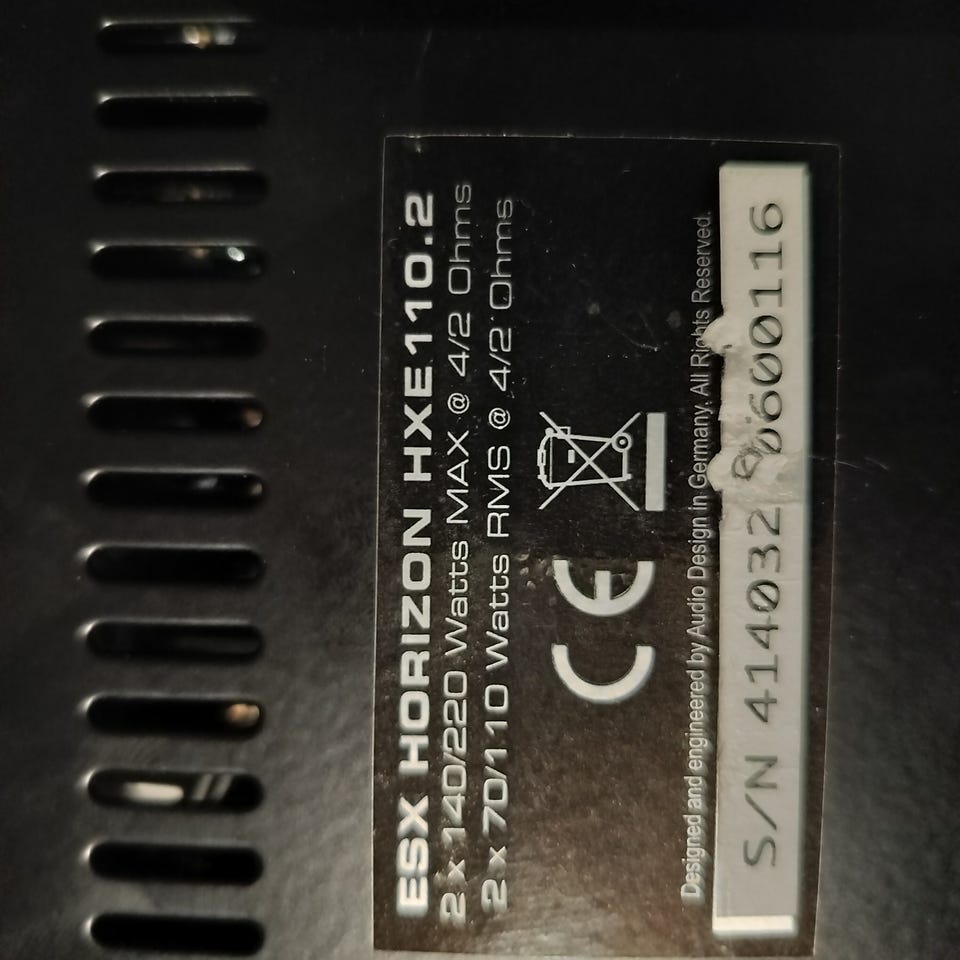 ESX HORIZON HXE110.2
2 x 140/220 Watts MAX @ 4/2 Ohms
2 x 70/110 Watts RMS @ 4/2 Ohms
CE
Designed and engineered by Audio Design in Germany. All Rights Reserved.
S/N 414032